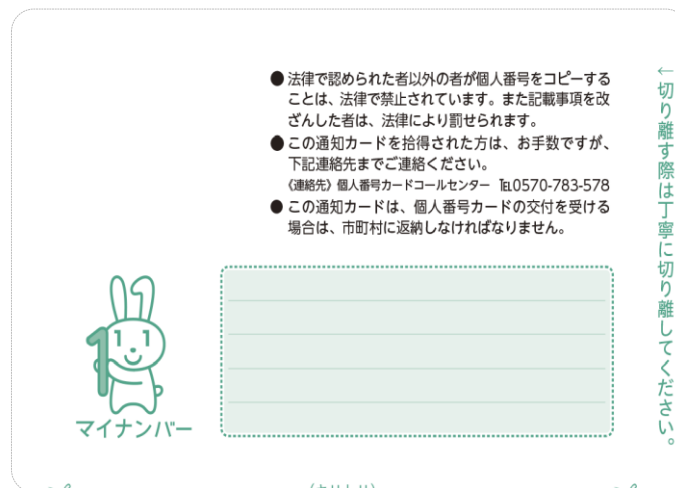 ● 法律で認められた者以外の者が個人番号をコピーする
ことは、法律で禁止されています。また記載事項を改
ざんした者は、法律により罰せられます。
● この通知カードを拾得された方は、お手数ですが、
下記連絡先までご連絡ください。
《連絡先》個人番号カードコールセンター ℡0570-783-578
● この通知カードは、個人番号カードの交付を受ける
場合は、市町村に返納しなければなりません。
←切り離す際は丁寧に切り離してください。
1
マイナンバー